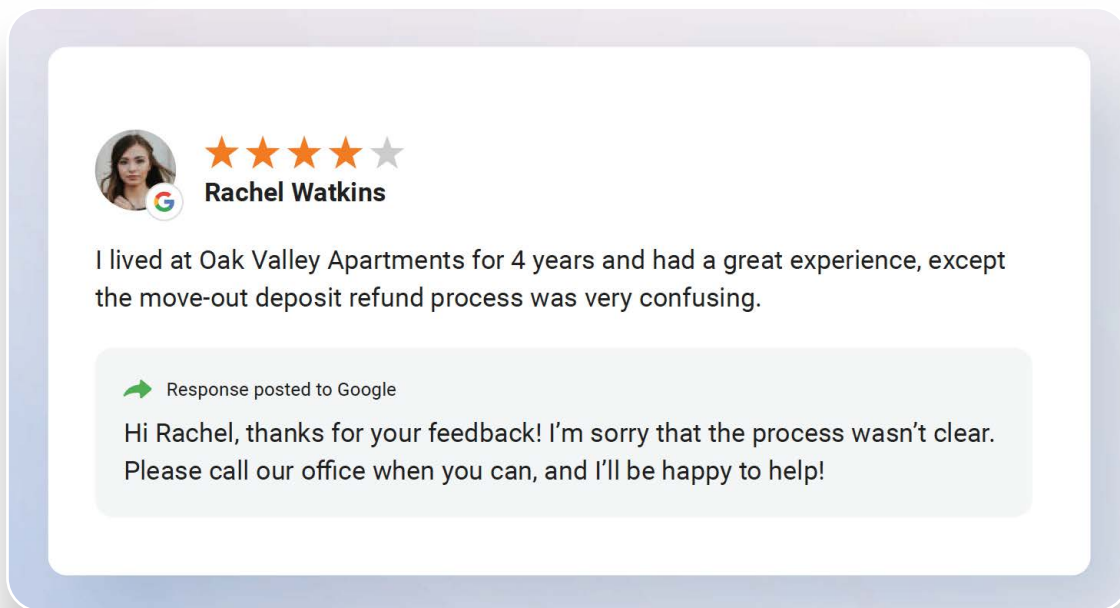 Rachel Watkins
I lived at Oak Valley Apartments for 4 years and had a great experience, except
the move-out deposit refund process was very confusing.
Response posted to Google
Hi Rachel, thanks for your feedback! I’m sorry that the process wasn’t clear.
Please call our office when you can, and I’ll be happy to help!